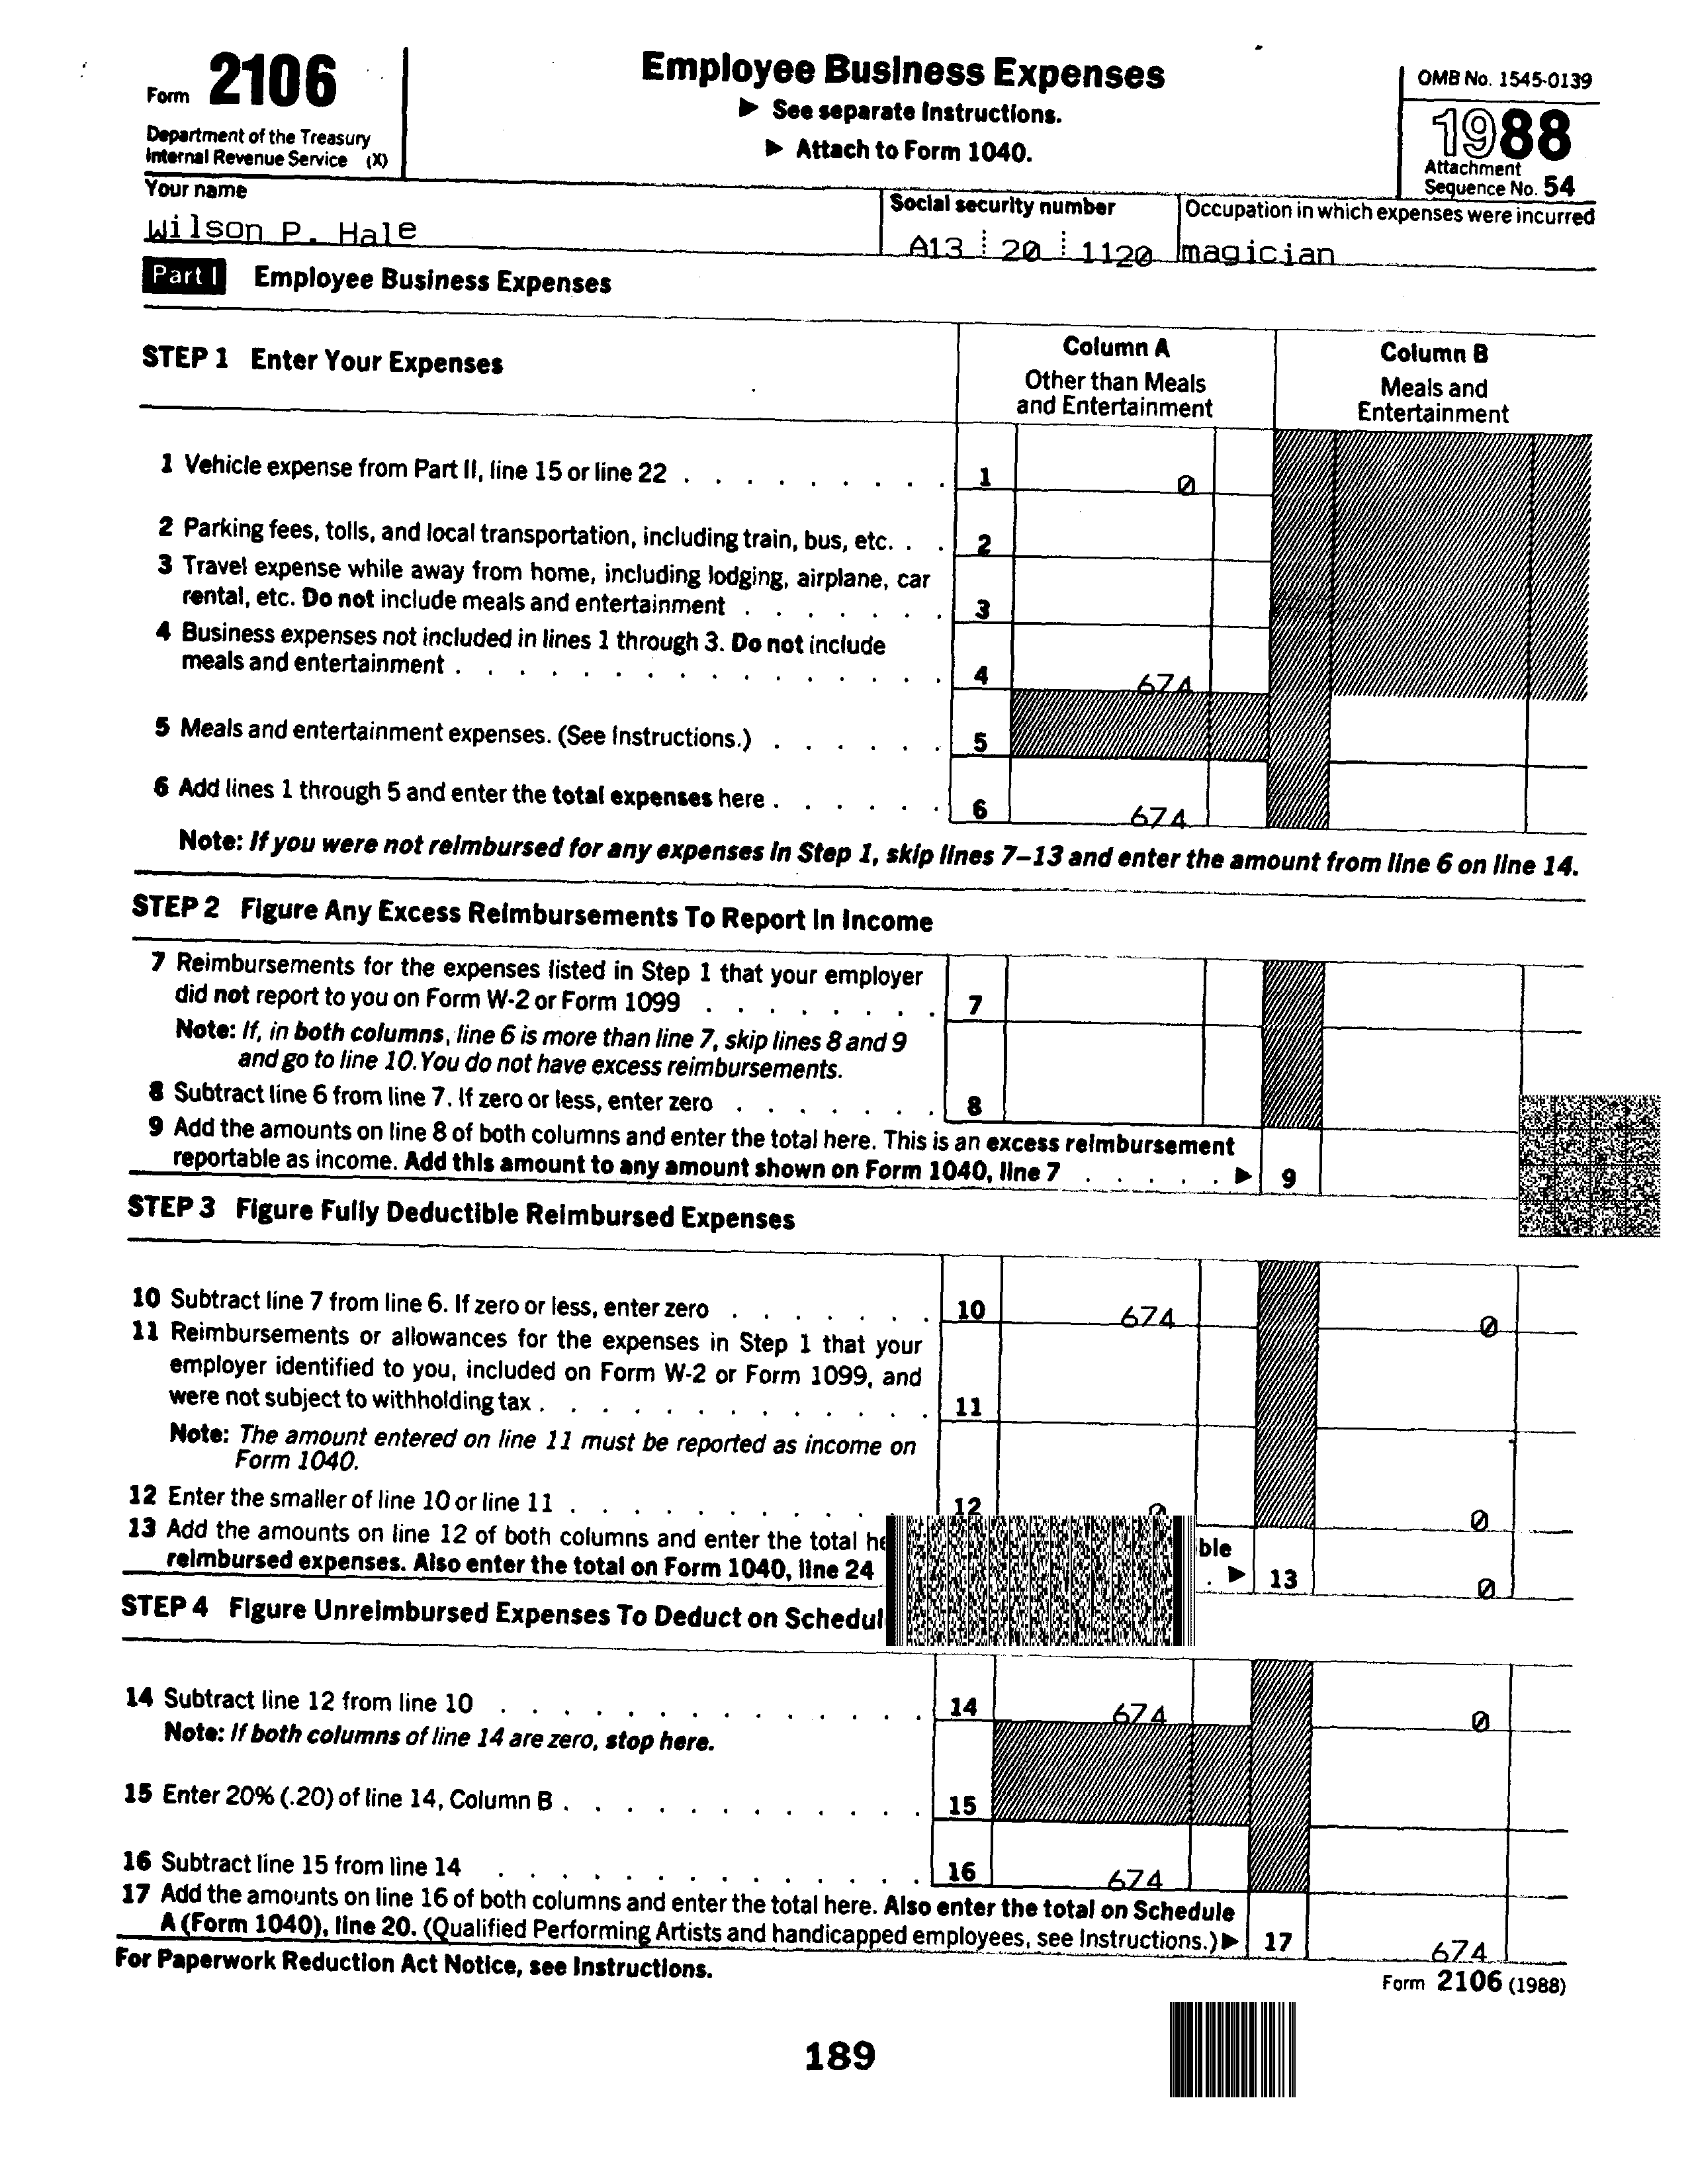 Form 2106
Department of the Treasury
Internal Revenue Service (X)
Employee Business Expenses
▶ See separate Instructions.
▶ Attach to Form 1040.
OMB No. 1545-0139
1988
Attachment
Sequence No. 54
Your name
Wilson P. Hale
Social security number
A13 20 1120
Occupation in which expenses were incurred
magician
Part I Employee Business Expenses
STEP 1 Enter Your Expenses
Column A
Other than Meals
and Entertainment
Column B
Meals and
Entertainment
1 Vehicle expense from Part II, line 15 or line 22 . . . . . . . . . 1 0
2 Parking fees, tolls, and local transportation, including train, bus, etc. . . 2
3 Travel expense while away from home, including lodging, airplane, car
rental, etc. Do not include meals and entertainment . . . . . . . 3
4 Business expenses not included in lines 1 through 3. Do not include
meals and entertainment . . . . . . . . . . . . . . . 4 674
5 Meals and entertainment expenses. (See Instructions.) . . . . . . 5
6 Add lines 1 through 5 and enter the total expenses here . . . . . . 6 674
Note: If you were not reimbursed for any expenses in Step 1, skip lines 7–13 and enter the amount from line 6 on line 14.
STEP 2 Figure Any Excess Reimbursements To Report In Income
7 Reimbursements for the expenses listed in Step 1 that your employer
did not report to you on Form W-2 or Form 1099 . . . . . . . . 7
Note: If, in both columns, line 6 is more than line 7, skip lines 8 and 9
and go to line 10. You do not have excess reimbursements.
8 Subtract line 6 from line 7. If zero or less, enter zero . . . . . . . 8
9 Add the amounts on line 8 of both columns and enter the total here. This is an excess reimbursement
reportable as income. Add this amount to any amount shown on Form 1040, line 7 . . . . . ▶ 9
STEP 3 Figure Fully Deductible Reimbursed Expenses
10 Subtract line 7 from line 6. If zero or less, enter zero . . . . . . . 10 674 0
11 Reimbursements or allowances for the expenses in Step 1 that your
employer identified to you, included on Form W-2 or Form 1099, and
were not subject to withholding tax . . . . . . . . . . . . . 11
Note: The amount entered on line 11 must be reported as income on
Form 1040.
12 Enter the smaller of line 10 or line 11 . . . . . . . . . . . 12 0
13 Add the amounts on line 12 of both columns and enter the total
reimbursed expenses. Also enter the total on Form 1040, line 24 . ▶ 13 0
STEP 4 Figure Unreimbursed Expenses To Deduct on
14 Subtract line 12 from line 10 . . . . . . . . . . . . . . 14 674 0
Note: If both columns of line 14 are zero, stop here.
15 Enter 20% (.20) of line 14, Column B . . . . . . . . . . . . 15
16 Subtract line 15 from line 14 . . . . . . . . . . . . . . 16 674
17 Add the amounts on line 16 of both columns and enter the total here. Also enter the total on Schedule
A (Form 1040), line 20. (Qualified Performing Artists and handicapped employees, see Instructions.) ▶ 17 674
For Paperwork Reduction Act Notice, see Instructions.
Form 2106 (1988)
189